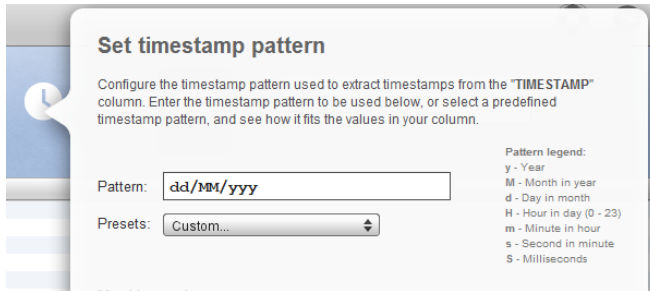 Set timestamp pattern
Configure the timestamp pattern used to extract timestamps from the "TIMESTAMP"
column. Enter the timestamp pattern to be used below, or select a predefined
timestamp pattern, and see how it fits the values in your column.
Pattern: dd/MM/yyy
Presets: Custom...
Pattern legend:
y - Year
M - Month in year
d - Day in month
H - Hour in day (0 - 23)
m - Minute in hour
s - Second in minute
S - Milliseconds